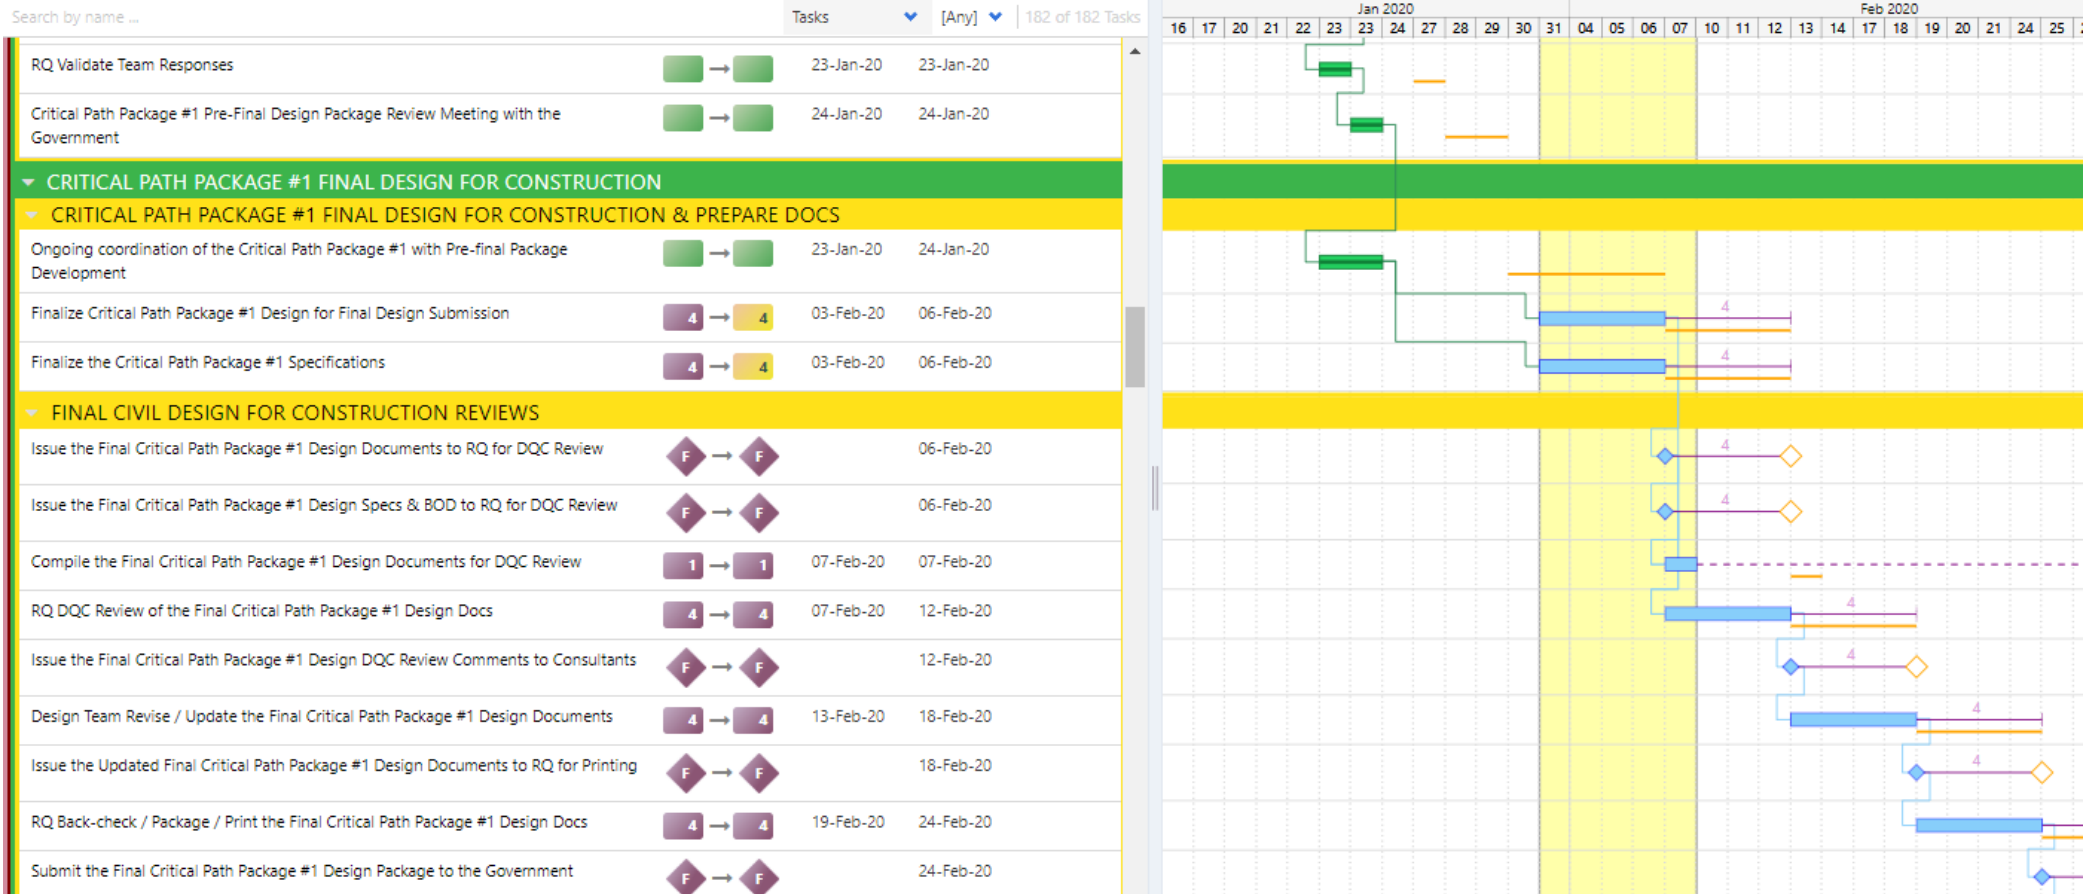 Search by name ...
Tasks
[Any]
182 of 182 Tasks
Jan 2020
Feb 2020
16 17 20 21 22 23 23 24 27 28 29 30 31 04 05 06 07 10 11 12 13 14 17 18 19 20 21 24 25
RQ Validate Team Responses
23-Jan-20 23-Jan-20
Critical Path Package #1 Pre-Final Design Package Review Meeting with the
Government
24-Jan-20 24-Jan-20
CRITICAL PATH PACKAGE #1 FINAL DESIGN FOR CONSTRUCTION
CRITICAL PATH PACKAGE #1 FINAL DESIGN FOR CONSTRUCTION & PREPARE DOCS
Ongoing coordination of the Critical Path Package #1 with Pre-final Package
Development
23-Jan-20 24-Jan-20
Finalize Critical Path Package #1 Design for Final Design Submission
4 4 03-Feb-20 06-Feb-20 4
Finalize the Critical Path Package #1 Specifications
4 4 03-Feb-20 06-Feb-20 4
FINAL CIVIL DESIGN FOR CONSTRUCTION REVIEWS
Issue the Final Critical Path Package #1 Design Documents to RQ for DQC Review
F F 06-Feb-20 4
Issue the Final Critical Path Package #1 Design Specs & BOD to RQ for DQC Review
F F 06-Feb-20 4
Compile the Final Critical Path Package #1 Design Documents for DQC Review
1 1 07-Feb-20 07-Feb-20
RQ DQC Review of the Final Critical Path Package #1 Design Docs
4 4 07-Feb-20 12-Feb-20 4
Issue the Final Critical Path Package #1 Design DQC Review Comments to Consultants
F F 12-Feb-20 4
Design Team Revise / Update the Final Critical Path Package #1 Design Documents
4 4 13-Feb-20 18-Feb-20 4
Issue the Updated Final Critical Path Package #1 Design Documents to RQ for Printing
F F 18-Feb-20 4
RQ Back-check / Package / Print the Final Critical Path Package #1 Design Docs
4 4 19-Feb-20 24-Feb-20
Submit the Final Critical Path Package #1 Design Package to the Government
F F 24-Feb-20